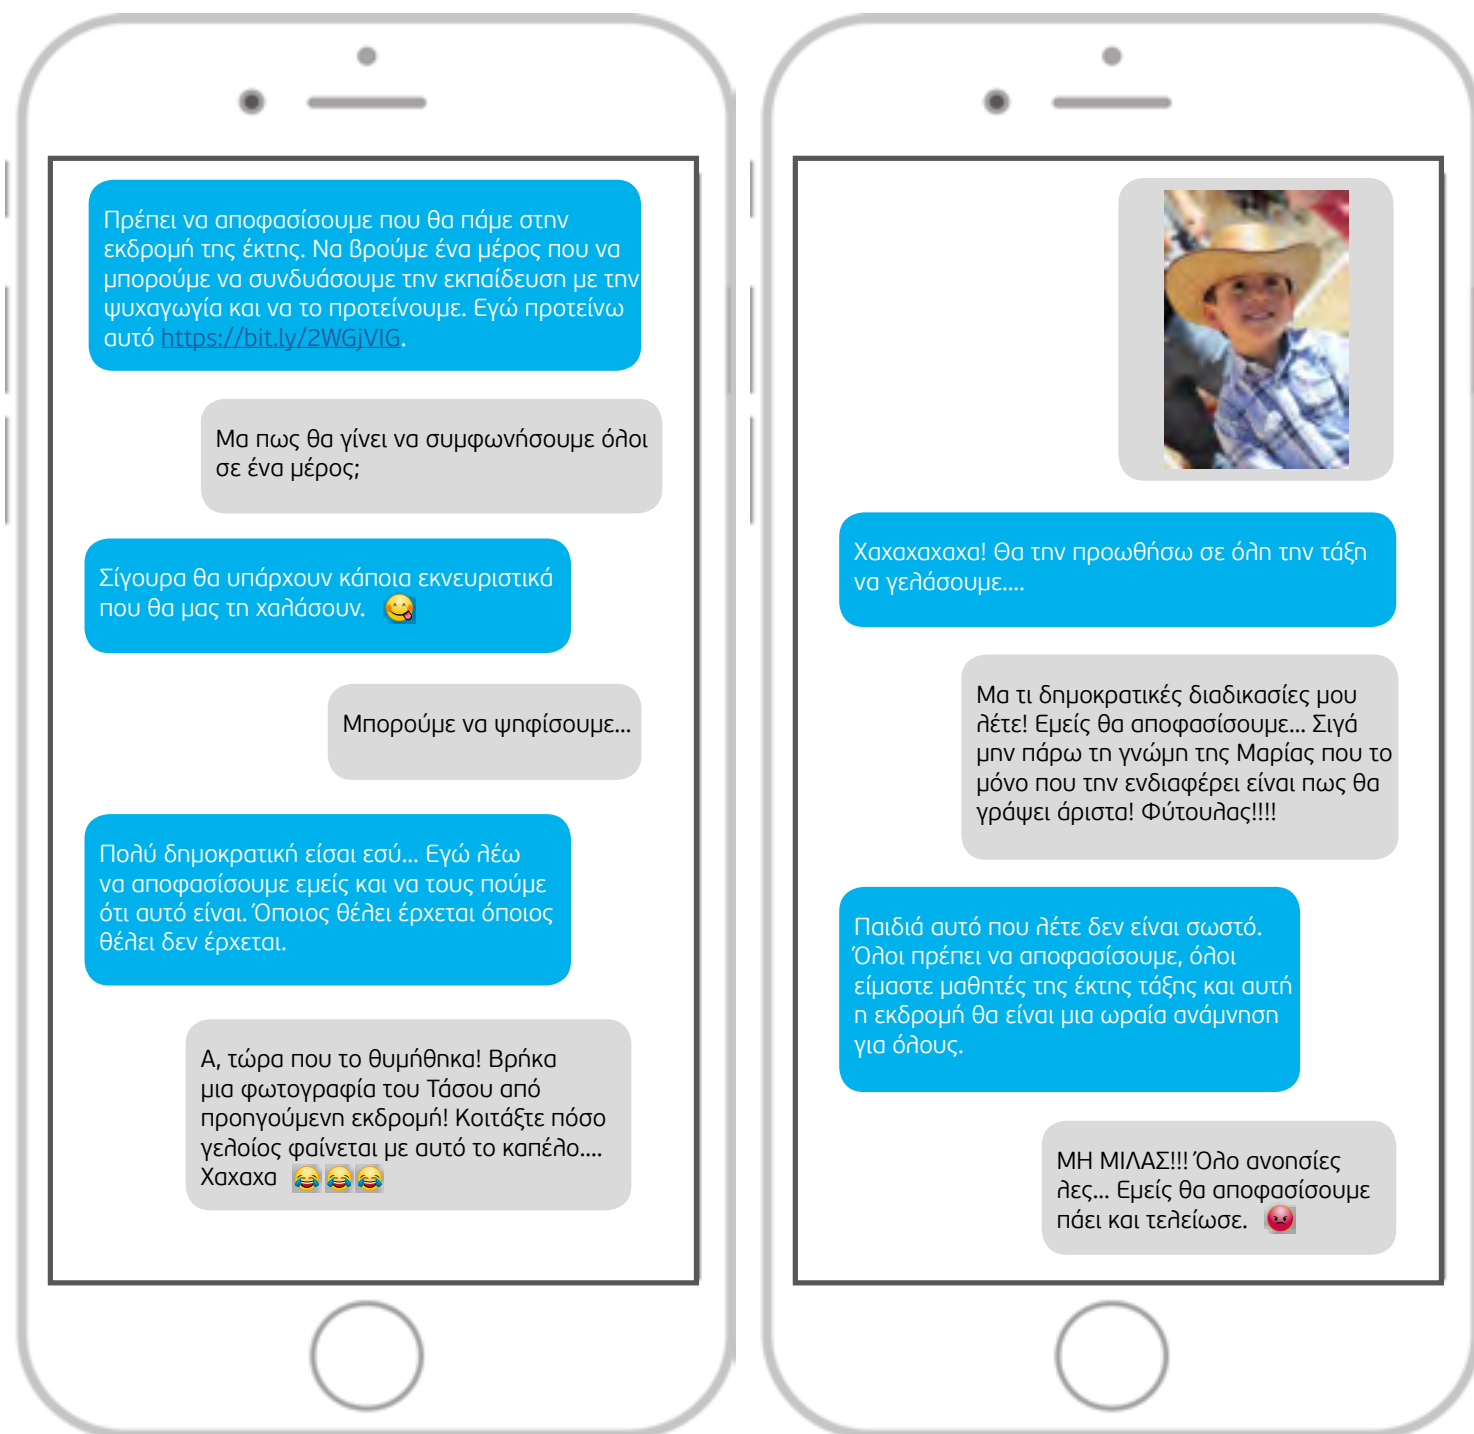 Πρέπει να αποφασίσουμε που θα πάμε στην
εκδρομή της έκτης. Να βρούμε ένα μέρος που να
μπορούμε να συνδυάσουμε την εκπαίδευση με την
ψυχαγωγία και να το προτείνουμε. Εγώ προτείνω
αυτό https://bit.ly/2WGjVIG.
Μα πως θα γίνει να συμφωνήσουμε όλοι
σε ένα μέρος;
Σίγουρα θα υπάρχουν κάποια εκνευριστικά
που θα μας τη χαλάσουν. 😋
Μπορούμε να ψηφίσουμε...
Πολύ δημοκρατική είσαι εσύ... Εγώ λέω
να αποφασίσουμε εμείς και να τους πούμε
ότι αυτό είναι. Όποιος θέλει έρχεται όποιος
θέλει δεν έρχεται.
Α, τώρα που το θυμήθηκα! Βρήκα
μια φωτογραφία του Τάσου από
προηγούμενη εκδρομή! Κοιτάξτε πόσο
γελοίος φαίνεται με αυτό το καπέλο....
Χαχαχα 😂😂😂
Χαχαχαχαχα! Θα την προωθήσω σε όλη την τάξη
να γελάσουμε....
Μα τι δημοκρατικές διαδικασίες μου
λέτε! Εμείς θα αποφασίσουμε... Σιγά
μην πάρω τη γνώμη της Μαρίας που το
μόνο που την ενδιαφέρει είναι πως θα
γράψει άριστα! Φύτουλας!!!!
Παιδιά αυτό που λέτε δεν είναι σωστό.
Όλοι πρέπει να αποφασίσουμε, όλοι
είμαστε μαθητές της έκτης τάξης και αυτή
η εκδρομή θα είναι μια ωραία ανάμνηση
για όλους.
ΜΗ ΜΙΛΑΣ!!! Όλο ανοησίες
λες... Εμείς θα αποφασίσουμε
πάει και τελείωσε. 😡